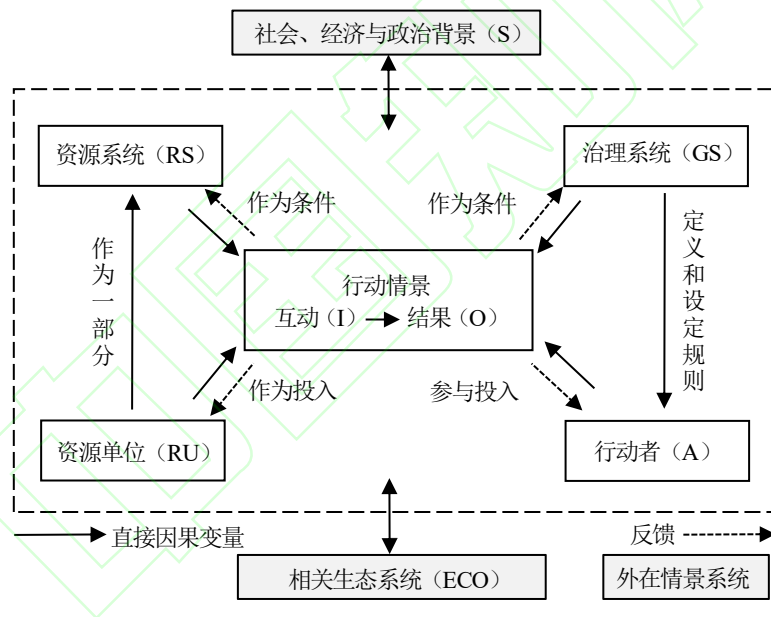 社会、经济与政治背景（S）
资源系统（RS）
治理系统（GS）
作为条件
作为条件
作为一部分
定义和设定规则
行动情景
互动（I）
结果（O）
作为投入
参与投入
资源单位（RU）
行动者（A）
直接因果变量
反馈
相关生态系统（ECO）
外在情景系统